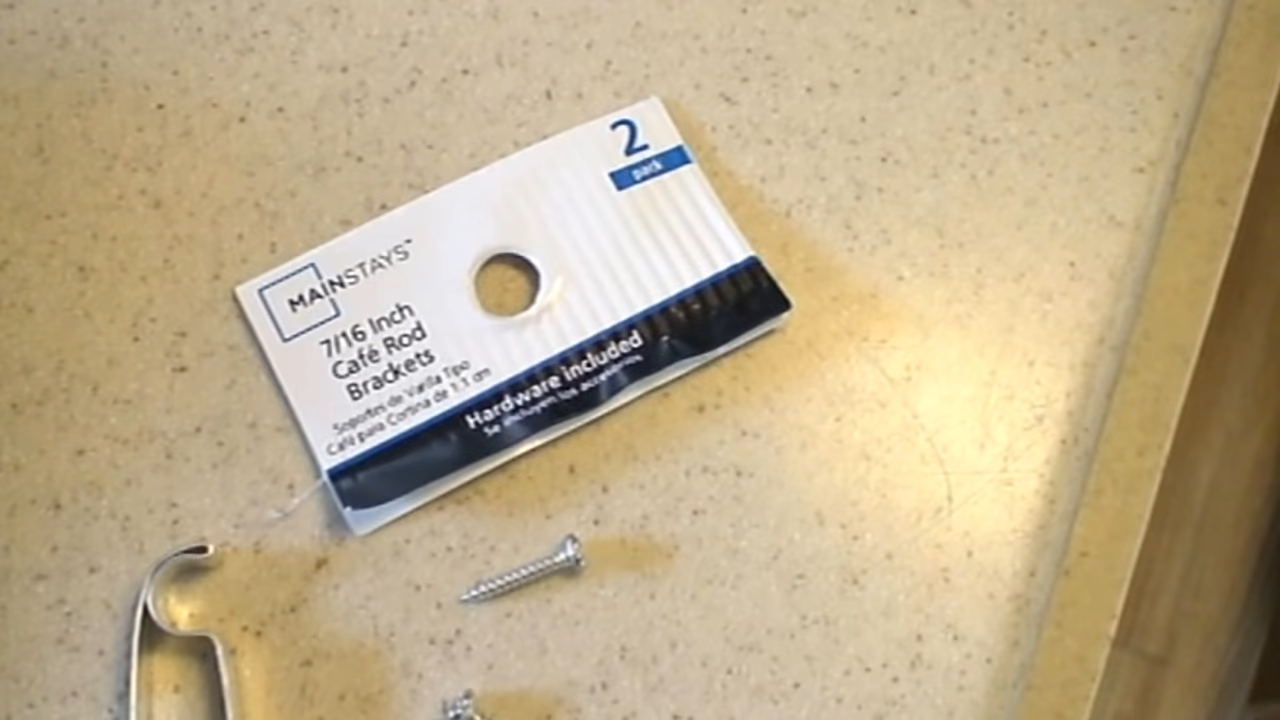 2
pack
MAINSTAYS™
7/16 Inch
Café Rod
Brackets
Soportes de Varilla Tipo
Café para Cortina de 1.1 cm
Hardware included
Se incluyen los accesorios